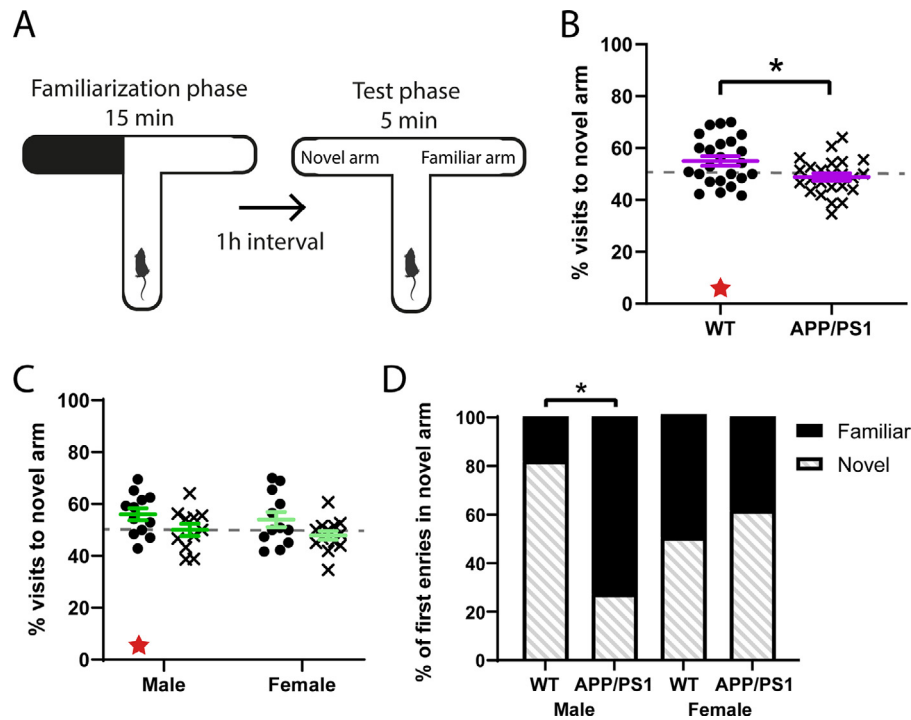 A
Familiarization phase
15 min
1h interval
Test phase
5 min
Novel arm
Familiar arm
B
% visits to novel arm
100
80
60
40
20
0
*
WT
APP/PS1
C
% visits to novel arm
100
80
60
40
20
0
Male
Female
D
% of first enries in novel arm
100
80
60
40
20
0
*
WT
APP/PS1
WT
APP/PS1
Male
Female
Familiar
Novel